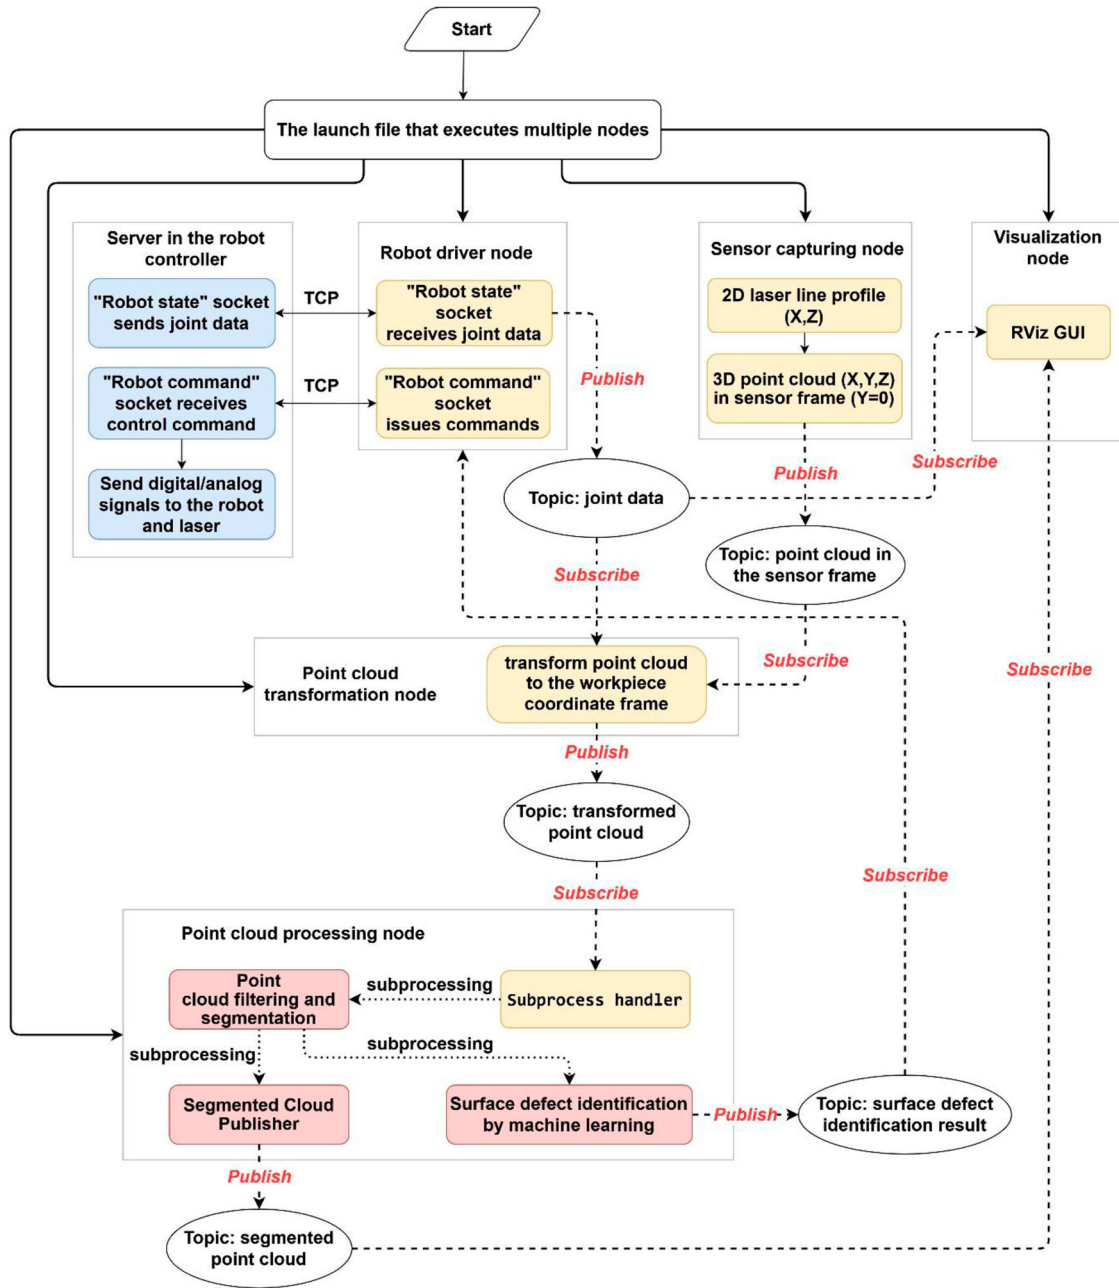 Start
The launch file that executes multiple nodes
Server in the robot
controller
"Robot state" socket
sends joint data
"Robot command"
socket receives
control command
Send digital/analog
signals to the robot
and laser
TCP
TCP
Robot driver node
"Robot state"
socket
receives joint data
"Robot command"
socket
issues commands
Publish
Sensor capturing node
2D laser line profile
(X,Z)
3D point cloud (X,Y,Z)
in sensor frame (Y=0)
Publish
Visualization
node
RViz GUI
Subscribe
Topic: joint data
Topic: point cloud in
the sensor frame
Subscribe
Subscribe
Subscribe
Point cloud
transformation node
transform point cloud
to the workpiece
coordinate frame
Publish
Topic: transformed
point cloud
Subscribe
Subscribe
Point cloud processing node
Point
cloud filtering and
segmentation
subprocessing
Subprocess handler
subprocessing
subprocessing
Segmented Cloud
Publisher
Surface defect identification
by machine learning
Publish
Topic: surface defect
identification result
Publish
Topic: segmented
point cloud